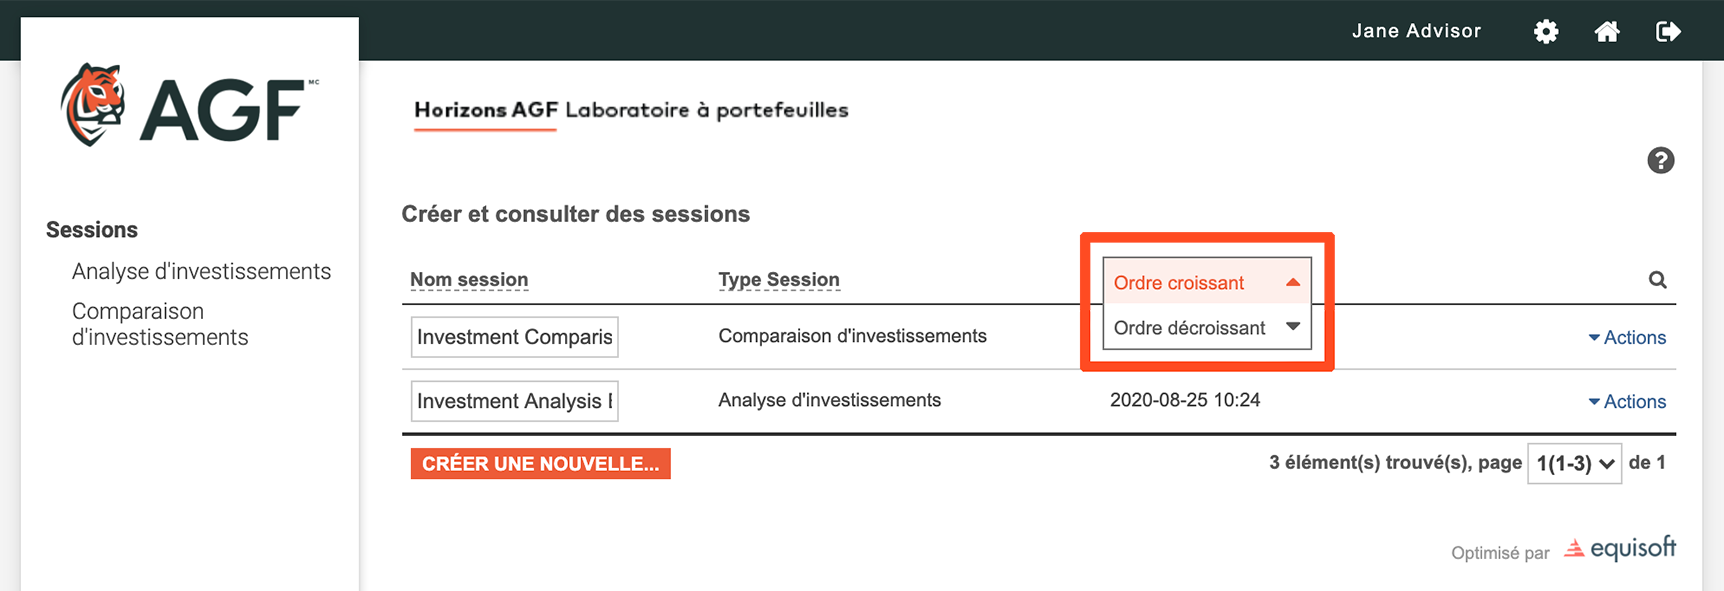 Jane Advisor
AGF MC
Horizons AGF Laboratoire à portefeuilles
?
Sessions
Analyse d'investissements
Comparaison
d'investissements
Créer et consulter des sessions
Nom session Type Session
Ordre croissant
Ordre décroissant
Investment Comparis Comparaison d'investissements Actions
Investment Analysis Analyse d'investissements 2020-08-25 10:24 Actions
CRÉER UNE NOUVELLE...
3 élément(s) trouvé(s), page 1(1-3) de 1
Optimisé par equisoft